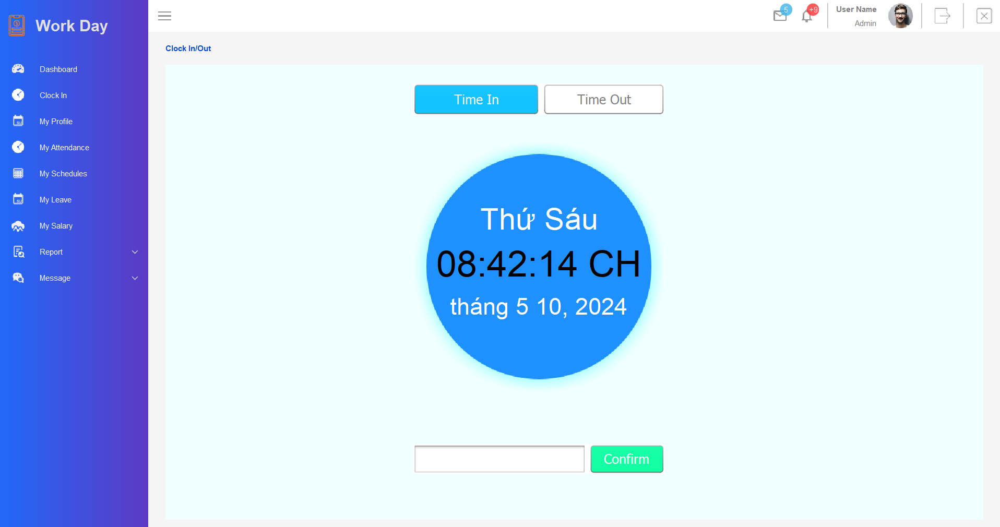 Work Day
Dashboard
Clock In
My Profile
My Attendance
My Schedules
My Leave
My Salary
Report
Message
5
+9
User Name
Admin
Clock In/Out
Time In
Time Out
Thứ Sáu
08:42:14 CH
tháng 5 10, 2024
Confirm